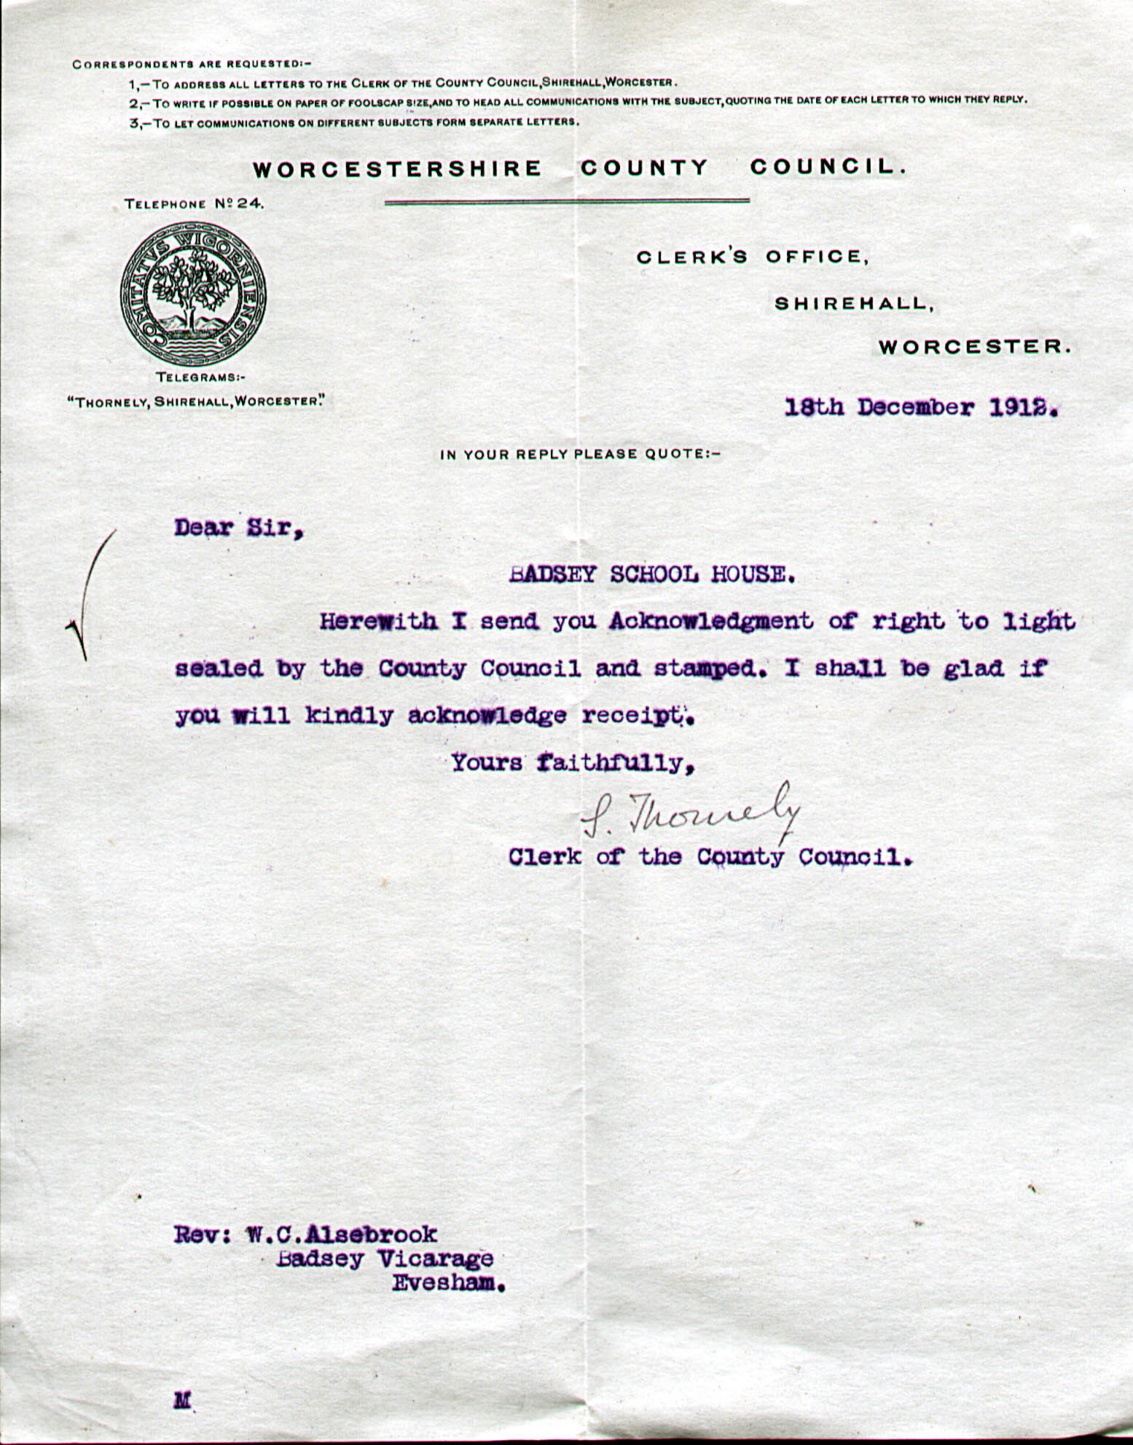 CORRESPONDENTS ARE REQUESTED:-
1,-TO ADDRESS ALL LETTERS TO THE CLERK OF THE COUNTY COUNCIL,SHIREHALL,WORCESTER.
2,-TO WRITE IF POSSIBLE ON PAPER OF FOOLSCAP SIZE,AND TO HEAD ALL COMMUNICATIONS WITH THE SUBJECT,QUOTING THE DATE OF EACH LETTER TO WHICH THEY REPLY.
3,-TO LET COMMUNICATIONS ON DIFFERENT SUBJECTS FORM SEPARATE LETTERS.
WORCESTERSHIRE COUNTY COUNCIL.
TELEPHONE Nº 24.
COMITATVS WIGORNIENSIS
TELEGRAMS:-
"THORNELY, SHIREHALL, WORCESTER."
CLERK'S OFFICE,
SHIREHALL,
WORCESTER.
18th December 1912.
IN YOUR REPLY PLEASE QUOTE:-
Dear Sir,
BADSEY SCHOOL HOUSE.
Herewith I send you Acknowledgment of right to light
sealed by the County Council and stamped. I shall be glad if
you will kindly acknowledge receipt.
Yours faithfully,
S. Thornely
Clerk of the County Council.
Rev: W.C.Alsebrook
Badsey Vicarage
Evesham.
M